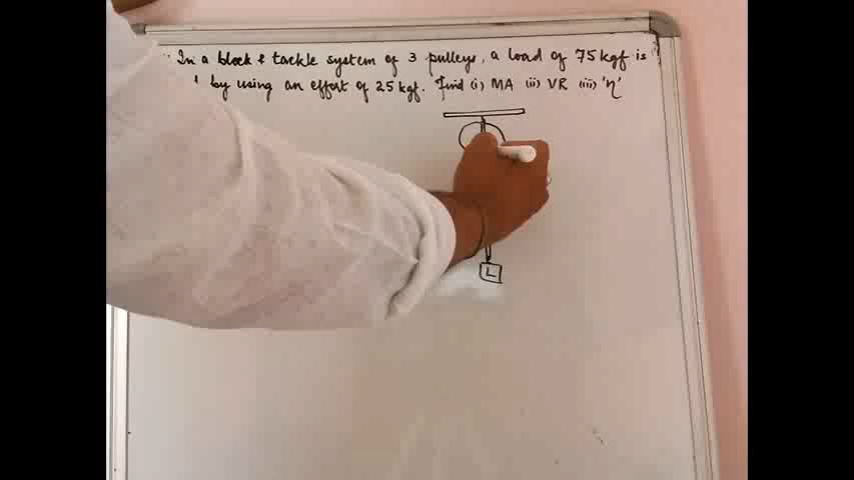 In a block & tackle system of 3 pulleys, a load of 75 kgf is
by using an effort of 25 kgf. Find (i) MA (ii) VR (iii) 'η'
L